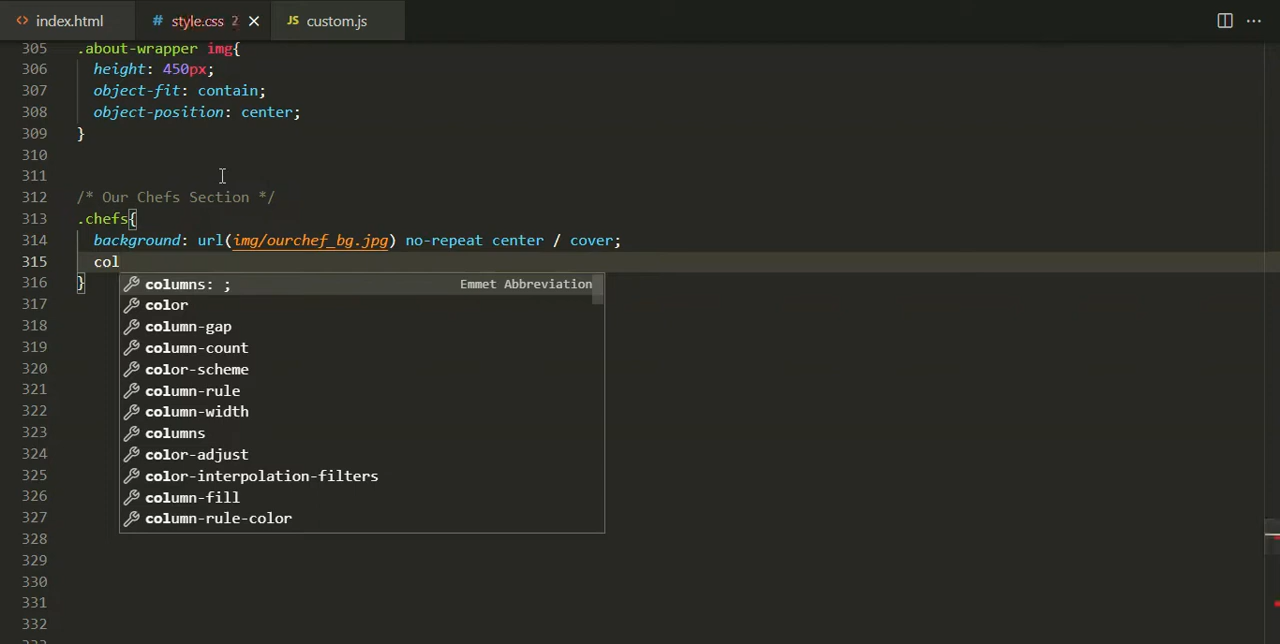 index.html
style.css 2
custom.js
305 .about-wrapper img{
306 height: 450px;
307 object-fit: contain;
308 object-position: center;
309 }
310
311
312 /* Our Chefs Section */
313 .chefs{
314 background: url(img/ourchef_bg.jpg) no-repeat center / cover;
315 col
316 }
columns: ; Emmet Abbreviation
317 color
318 column-gap
319 column-count
320 color-scheme
321 column-rule
322 column-width
323 columns
324 color-adjust
325 color-interpolation-filters
326 column-fill
327 column-rule-color
328
329
330
331
332